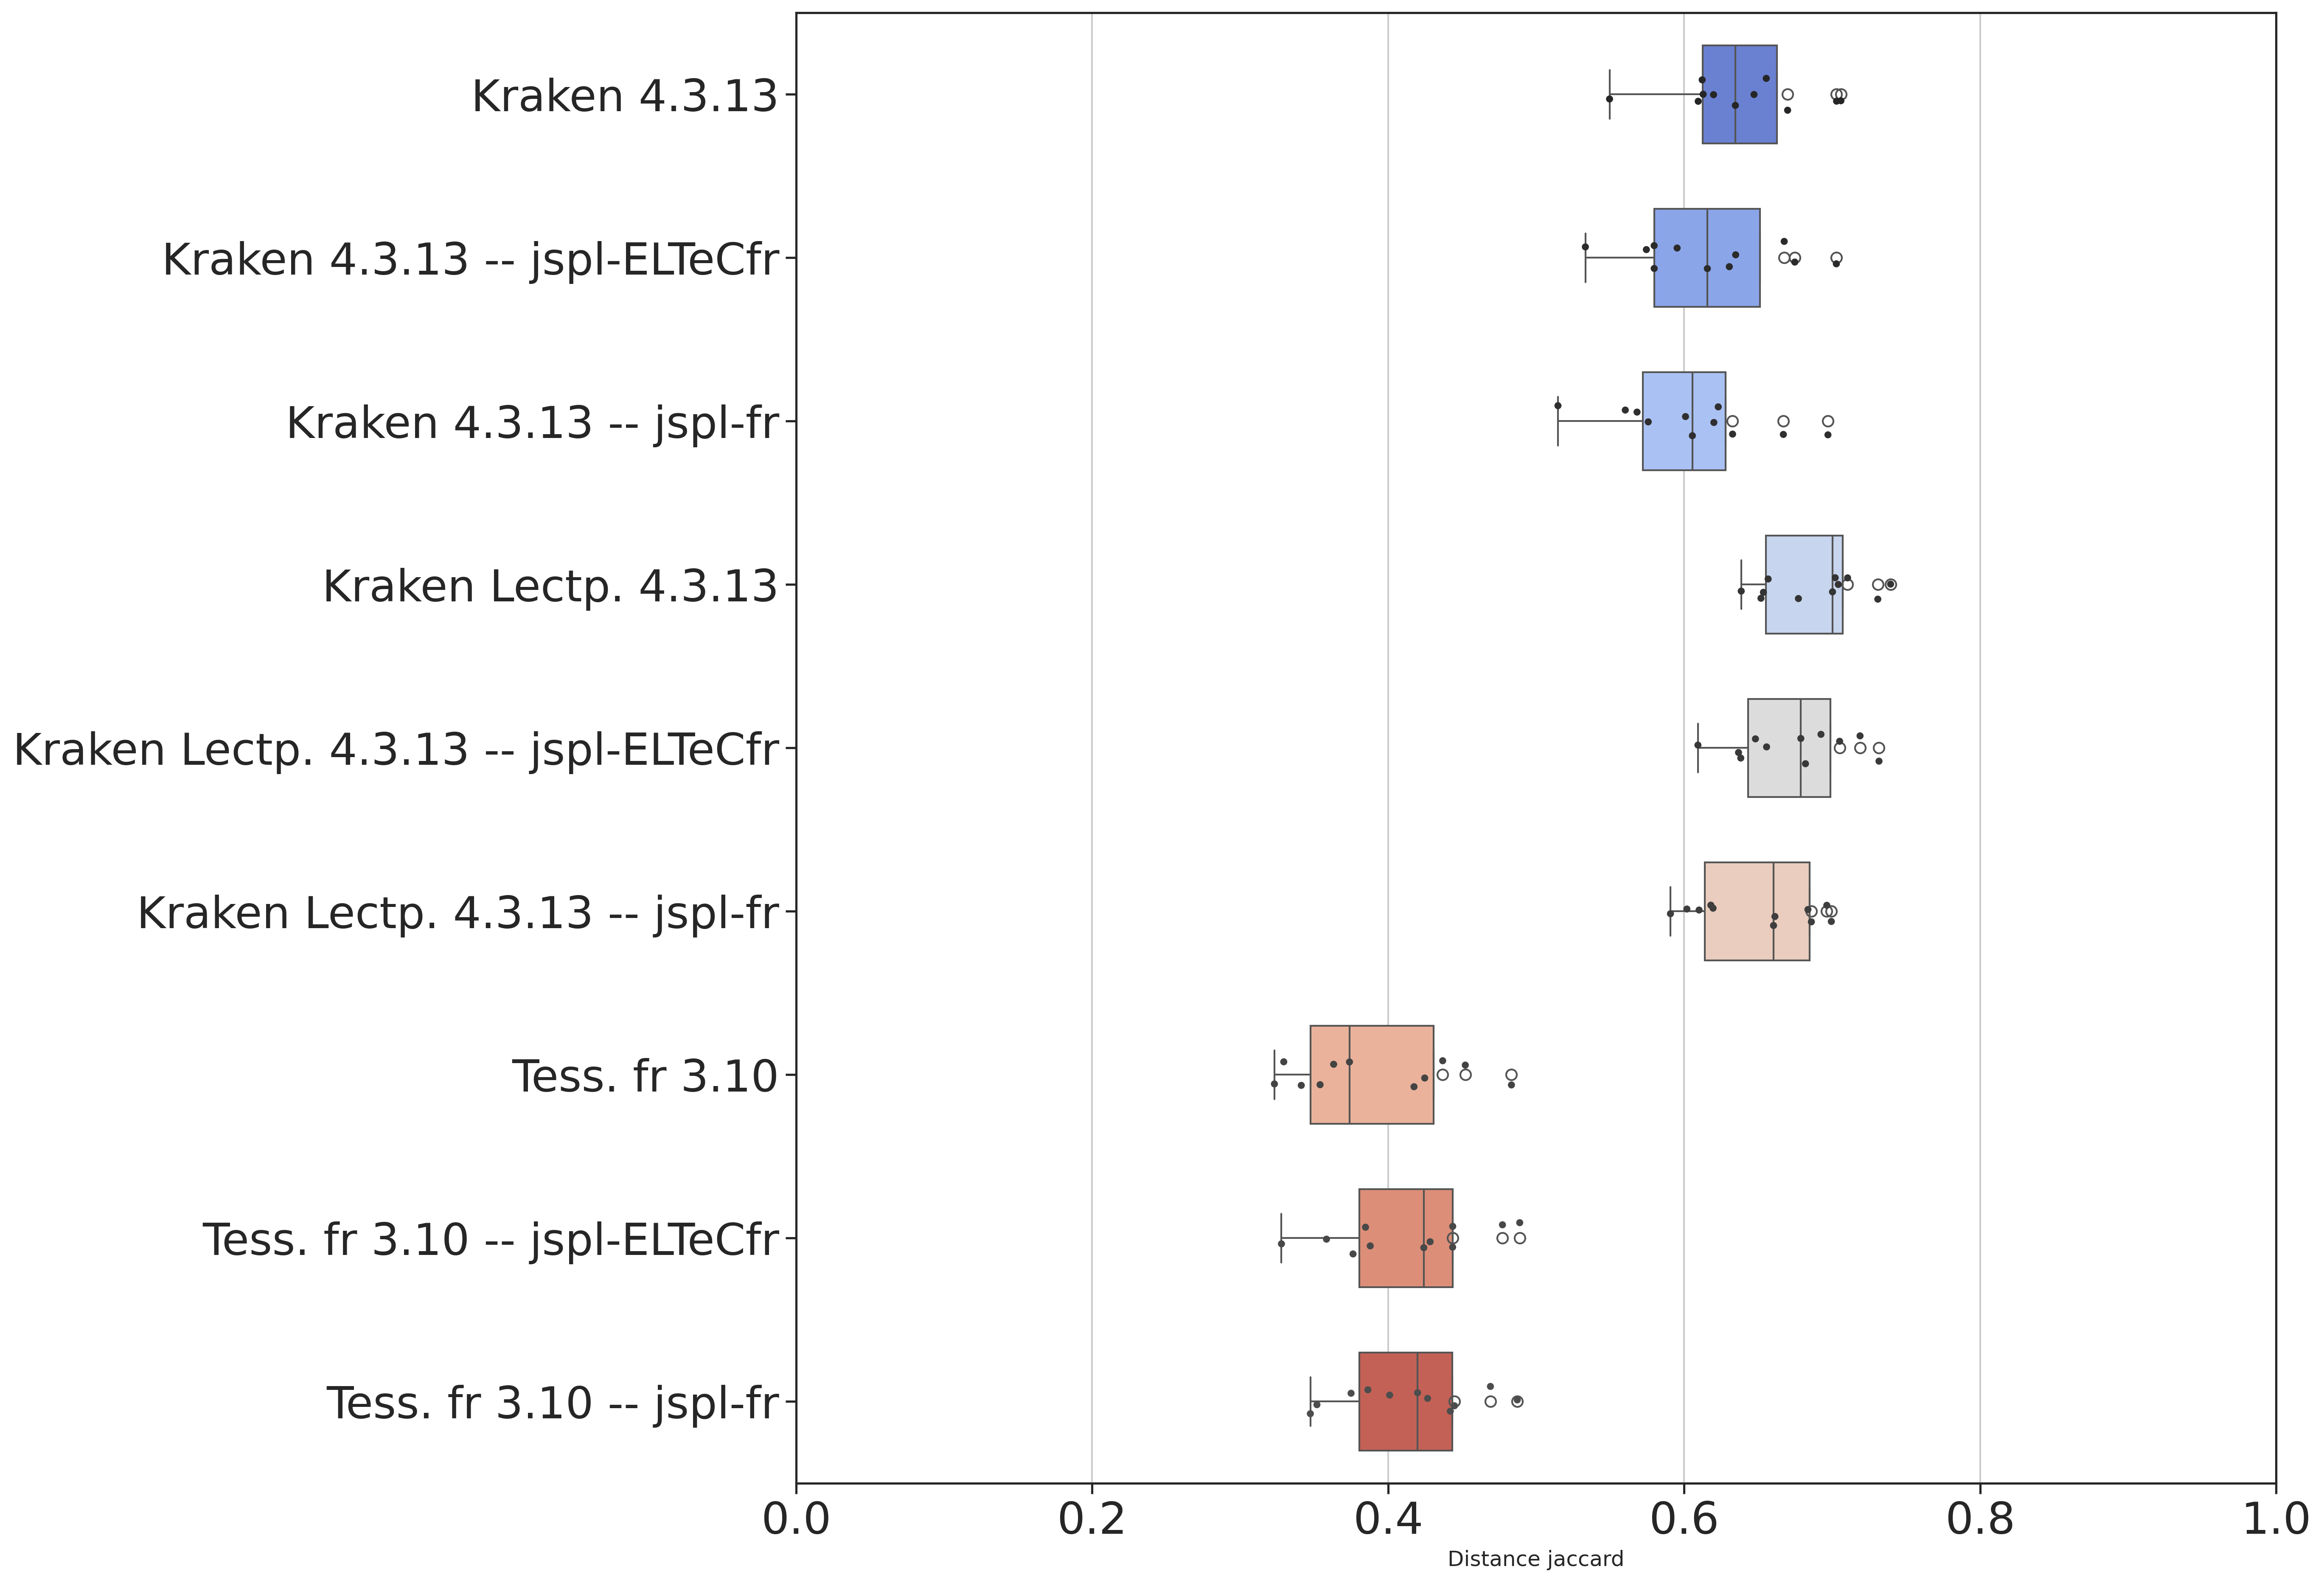 Kraken 4.3.13
Kraken 4.3.13 -- jspl-ELTeCfr
Kraken 4.3.13 -- jspl-fr
Kraken Lectp. 4.3.13
Kraken Lectp. 4.3.13 -- jspl-ELTeCfr
Kraken Lectp. 4.3.13 -- jspl-fr
Tess. fr 3.10
Tess. fr 3.10 -- jspl-ELTeCfr
Tess. fr 3.10 -- jspl-fr
0.0 0.2 0.4 0.6 0.8 1.0
Distance jaccard